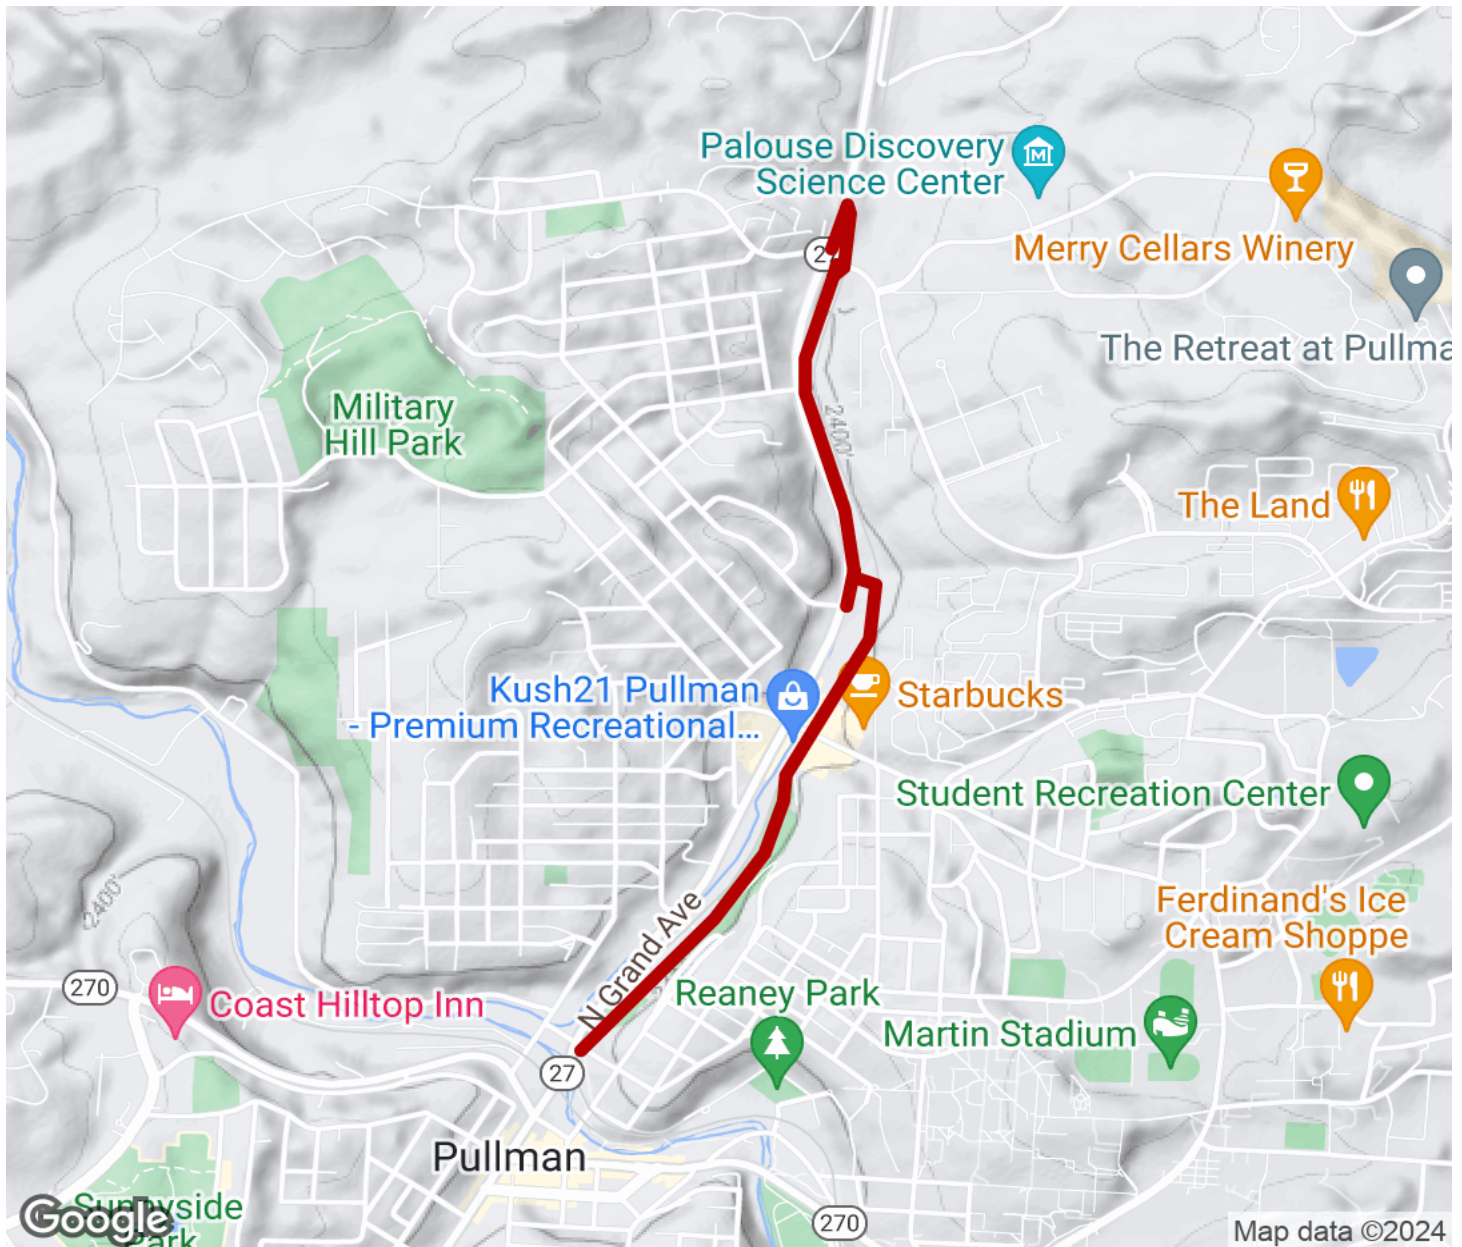 Palouse Discovery
Science Center
Merry Cellars Winery
The Retreat at Pullma
Military
Hill Park
2400'
The Land
Kush21 Pullman
- Premium Recreational...
Starbucks
Student Recreation Center
2400'
N Grand Ave
Ferdinand's Ice
Cream Shoppe
270
Coast Hilltop Inn
Reaney Park
Martin Stadium
27
Pullman
Sunnyside
Park
Google
270
Map data ©2024